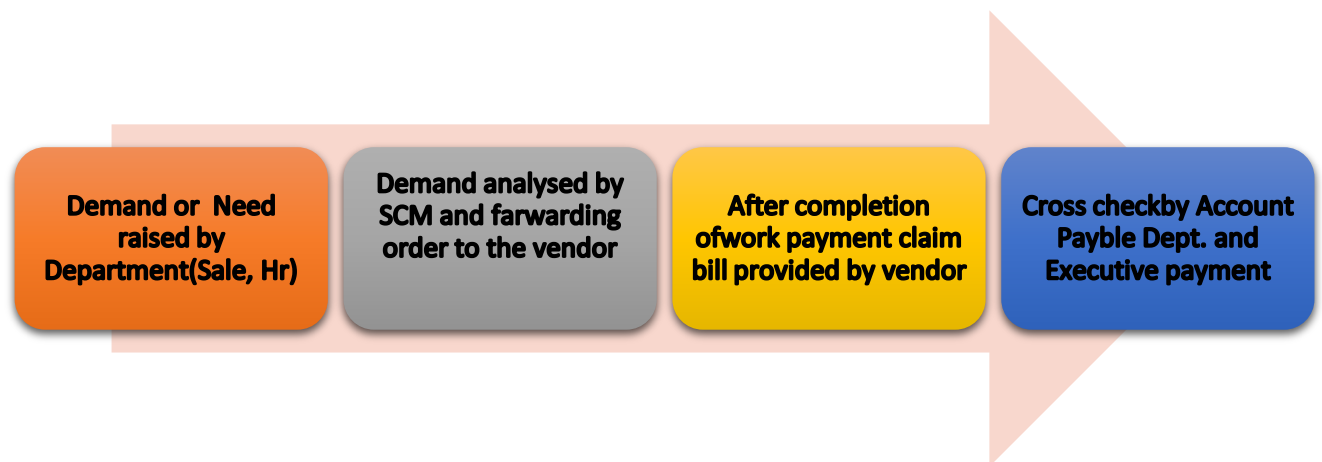 Demand or  Need
raised by
Department(Sale, Hr)
Demand analysed by
SCM and farwarding
order to the vendor
After completion
ofwork payment claim
bill provided by vendor
Cross checkby Account
Payble Dept. and
Executive payment